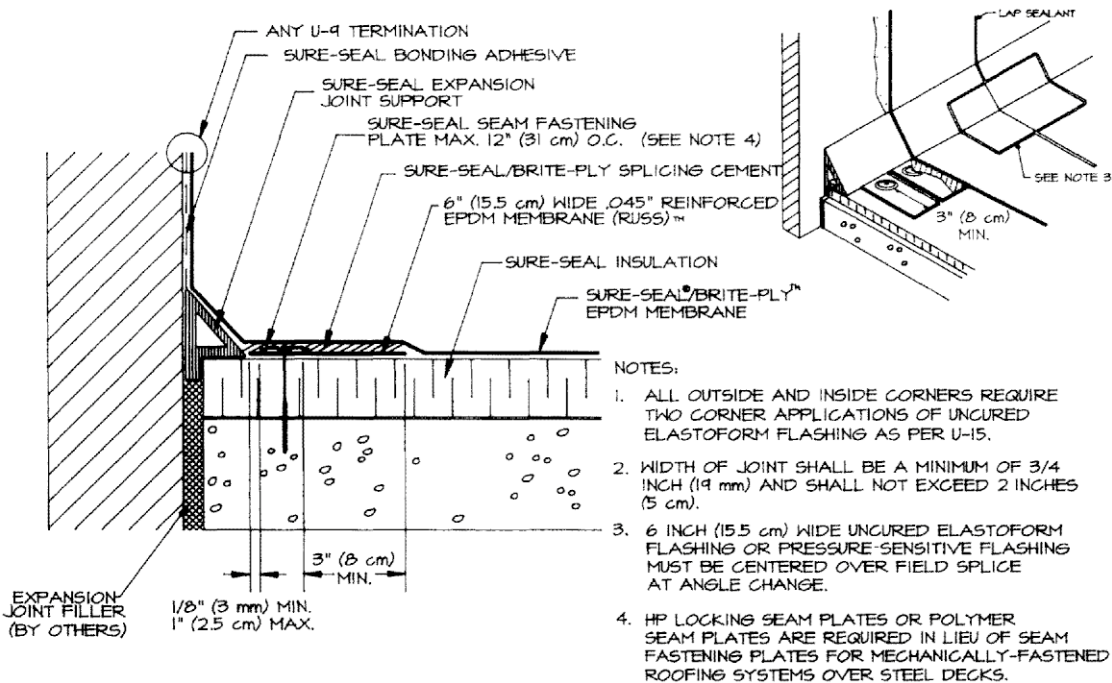 ANY U-9 TERMINATION
SURE-SEAL BONDING ADHESIVE
SURE-SEAL EXPANSION
JOINT SUPPORT
SURE-SEAL SEAM FASTENING
PLATE MAX. 12" (31 cm) O.C. (SEE NOTE 4)
SURE-SEAL/BRITE-PLY SPLICING CEMENT
6" (15.5 cm) WIDE .045" REINFORCED
EPDM MEMBRANE (RUSS)™
SURE-SEAL INSULATION
SURE-SEAL®/BRITE-PLY™
EPDM MEMBRANE
LAP SEALANT
SEE NOTE 3
3" (8 cm)
MIN.
EXPANSION
JOINT FILLER
(BY OTHERS)
1/8" (3 mm) MIN.
1" (2.5 cm) MAX.
3" (8 cm)
MIN.
NOTES:
1. ALL OUTSIDE AND INSIDE CORNERS REQUIRE
TWO CORNER APPLICATIONS OF UNCURED
ELASTOFORM FLASHING AS PER U-15.
2. WIDTH OF JOINT SHALL BE A MINIMUM OF 3/4
INCH (19 mm) AND SHALL NOT EXCEED 2 INCHES
(5 cm).
3. 6 INCH (15.5 cm) WIDE UNCURED ELASTOFORM
FLASHING OR PRESSURE-SENSITIVE FLASHING
MUST BE CENTERED OVER FIELD SPLICE
AT ANGLE CHANGE.
4. HP LOCKING SEAM PLATES OR POLYMER
SEAM PLATES ARE REQUIRED IN LIEU OF SEAM
FASTENING PLATES FOR MECHANICALLY-FASTENED
ROOFING SYSTEMS OVER STEEL DECKS.